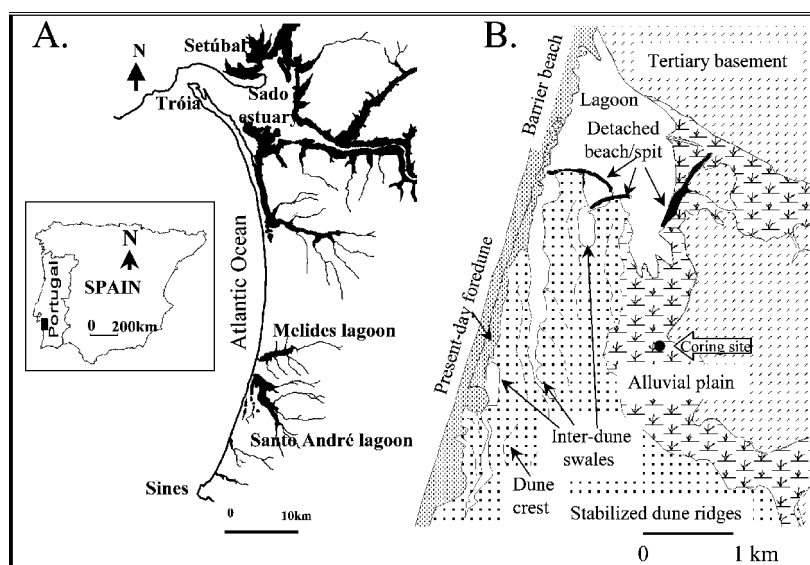 A.
N
Setúbal
Tróia
Sado
estuary
Atlantic Ocean
N
Portugal
SPAIN
0 200km
Melides lagoon
Santo André lagoon
Sines
0 10km
B.
Tertiary basement
Barrier beach
Lagoon
Detached
beach/spit
Present-day foredune
Coring site
Alluvial plain
Inter-dune
swales
Dune
crest
Stabilized dune ridges
0 1 km